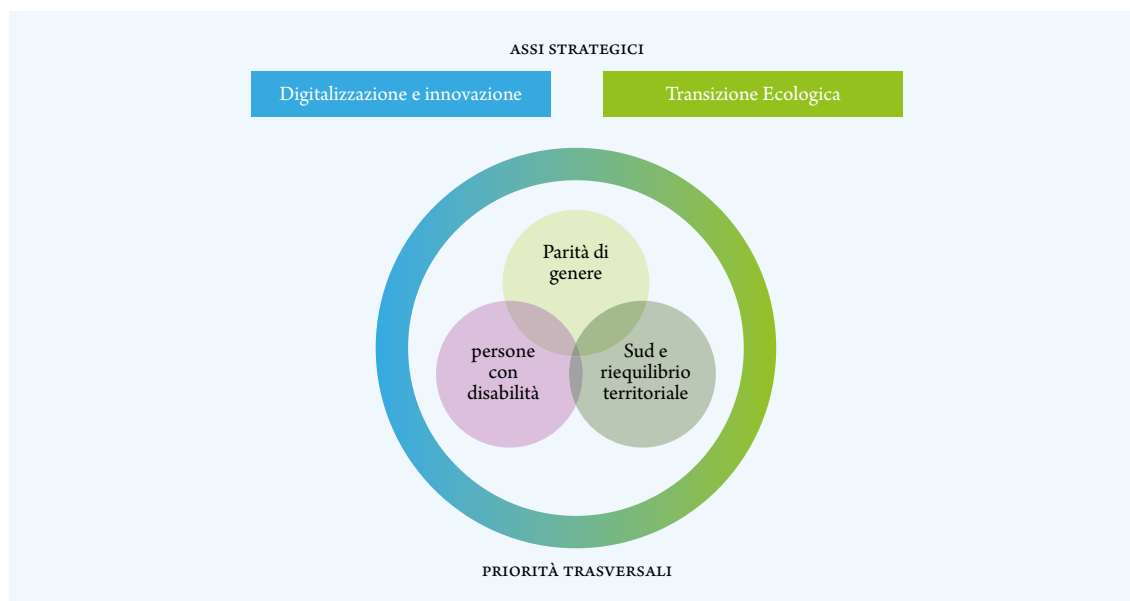 ASSI STRATEGICI
Digitalizzazione e innovazione
Transizione Ecologica
Parità di
genere
persone
con
disabilità
Sud e
riequilibrio
territoriale
PRIORITÀ TRASVERSALI